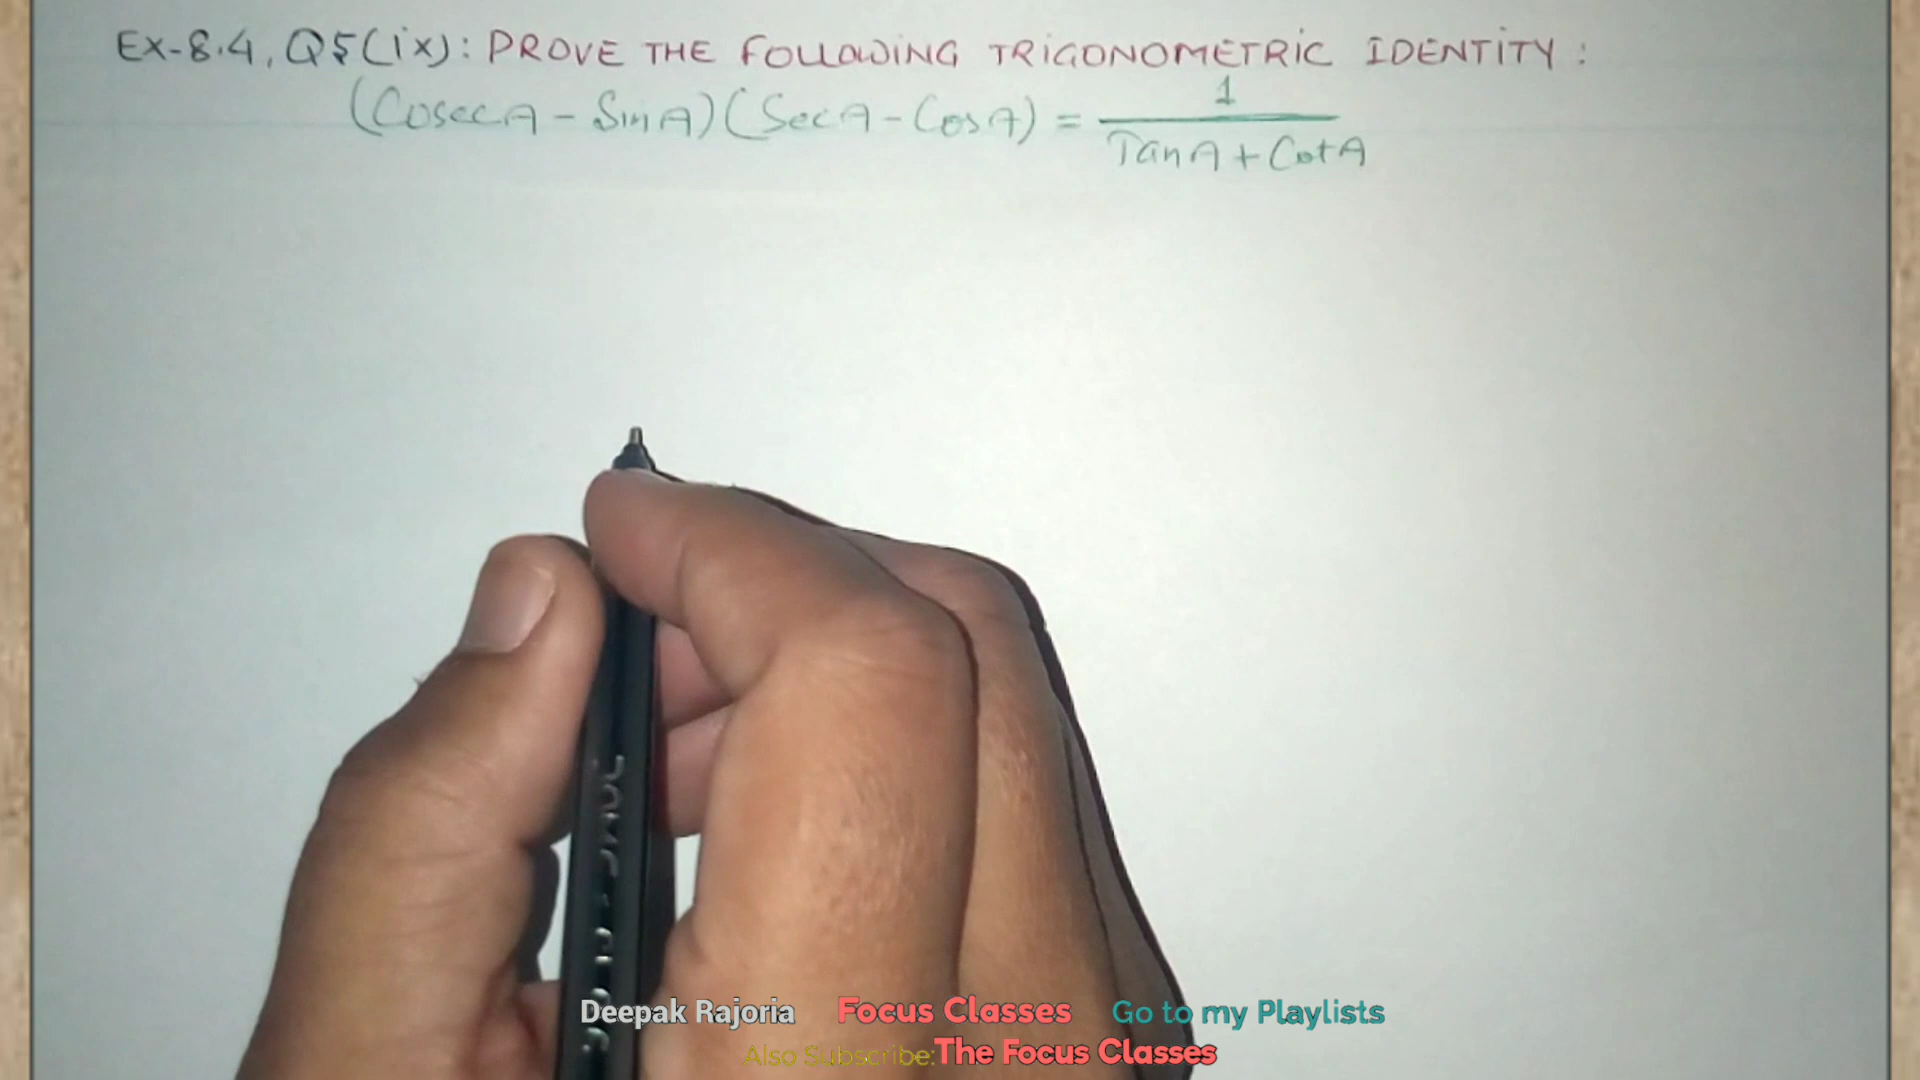 EX-8.4, Q5(ix): PROVE THE FOLLOWING TRIGONOMETRIC IDENTITY:
(CosecA - SinA)(SecA - CosA) = 1
TanA + CotA
Deepak Rajoria Focus Classes Go to my Playlists
Also Subscribe: The Focus Classes